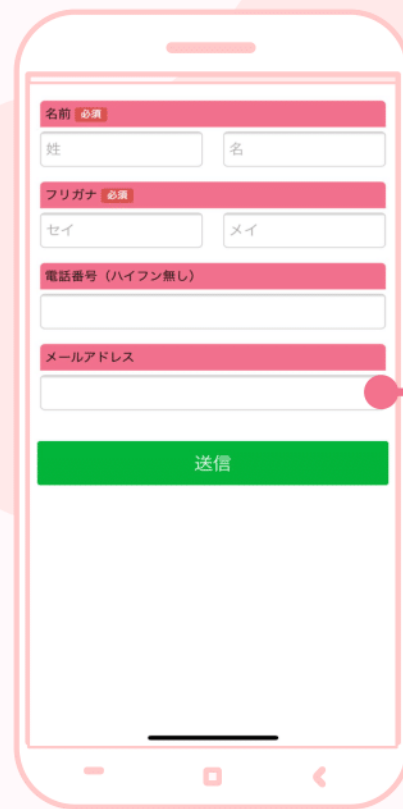 名前 必須
姓 名
フリガナ 必須
セイ メイ
電話番号（ハイフン無し）
メールアドレス
送信